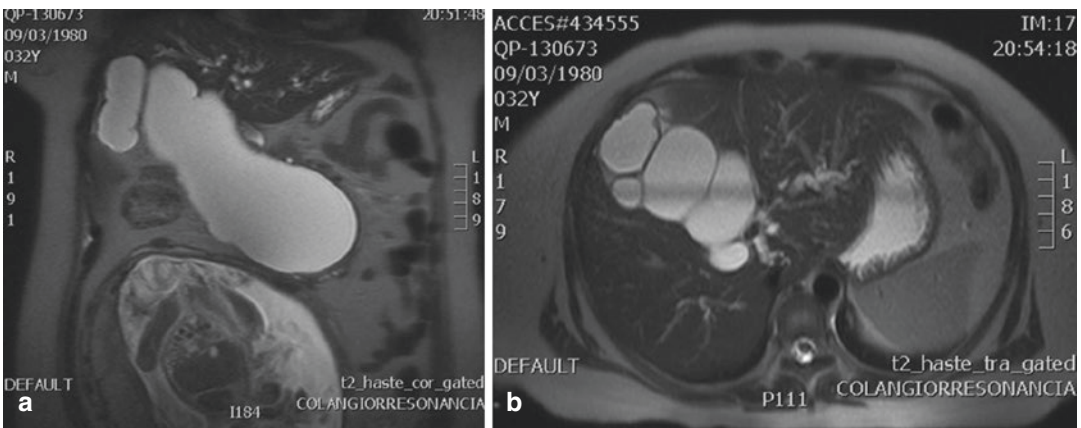 QP-130673
20:51:48
09/03/1980
032Y
M
R
1
9
1
L
1
8
9
DEFAULT
t2_haste_cor_gated
COLANGIORRESONANCIA
I184
a
ACCES#434555
IM:17
QP-130673
20:54:18
09/03/1980
032Y
M
R
1
7
9
L
1
8
6
DEFAULT
t2_haste_tra_gated
COLANGIORRESONANCIA
P111
b